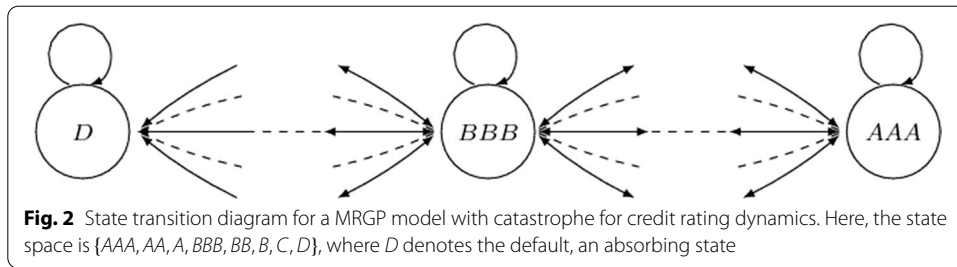 D
BBB
AAA
Fig. 2 State transition diagram for a MRGP model with catastrophe for credit rating dynamics. Here, the state
space is {AAA, AA, A, BBB, BB, B, C, D}, where D denotes the default, an absorbing state